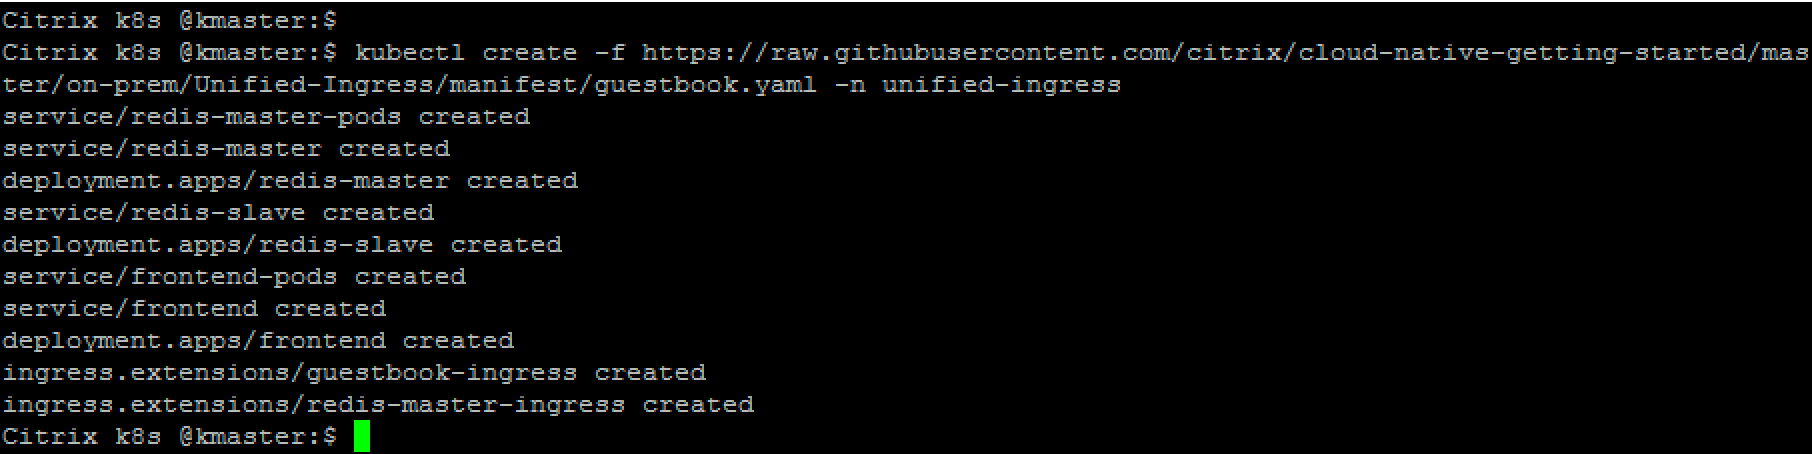 Citrix k8s @kmaster:$
Citrix k8s @kmaster:$ kubectl create -f https://raw.githubusercontent.com/citrix/cloud-native-getting-started/mas
ter/on-prem/Unified-Ingress/manifest/guestbook.yaml -n unified-ingress
service/redis-master-pods created
service/redis-master created
deployment.apps/redis-master created
service/redis-slave created
deployment.apps/redis-slave created
service/frontend-pods created
service/frontend created
deployment.apps/frontend created
ingress.extensions/guestbook-ingress created
ingress.extensions/redis-master-ingress created
Citrix k8s @kmaster:$